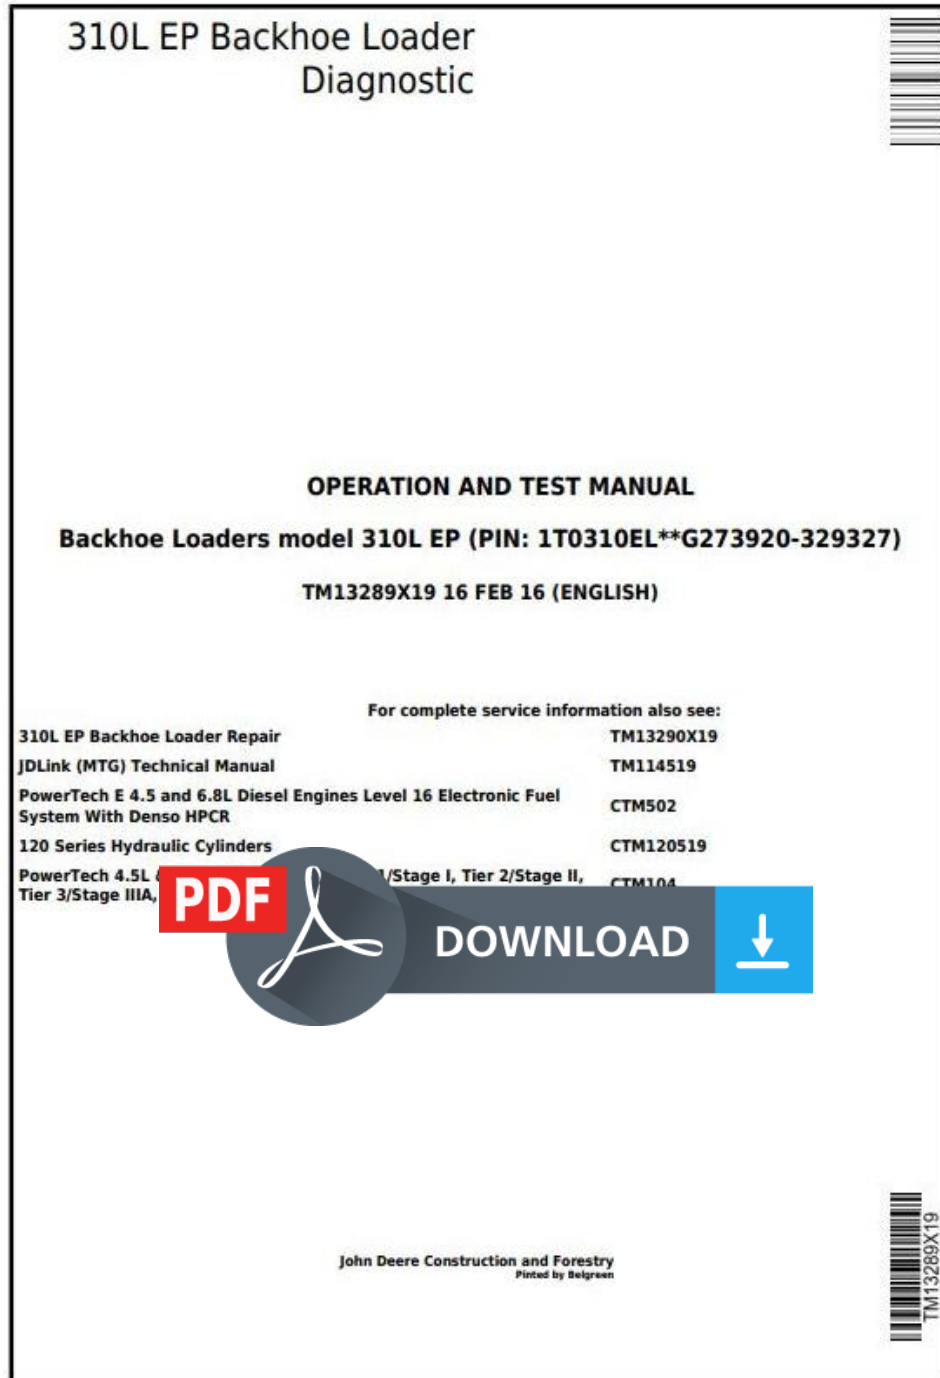 310L EP Backhoe Loader
Diagnostic
OPERATION AND TEST MANUAL
Backhoe Loaders model 310L EP (PIN: 1T0310EL**G273920-329327)
TM13289X19 16 FEB 16 (ENGLISH)
For complete service information also see:
310L EP Backhoe Loader Repair TM13290X19
JDLink (MTG) Technical Manual TM114519
PowerTech E 4.5 and 6.8L Diesel Engines Level 16 Electronic Fuel
System With Denso HPCR CTM502
120 Series Hydraulic Cylinders CTM120519
PowerTech 4.5L /Stage I, Tier 2/Stage II,
Tier 3/Stage IIIA, CTM104
PDF
DOWNLOAD
John Deere Construction and Forestry
Pinted by Belgreen
TM13289X19